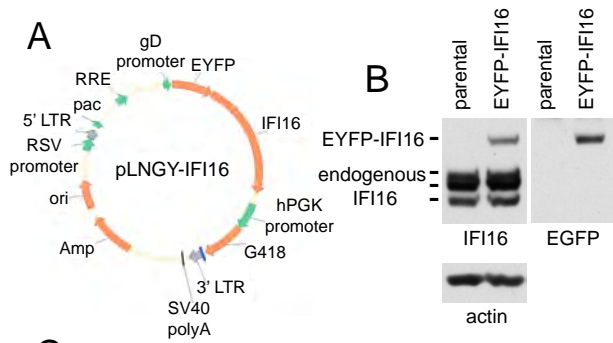 A
gD
promoter
EYFP
RRE
pac
5' LTR
RSV
promoter
IFI16
pLNGY-IFI16
ori
hPGK
promoter
Amp
G418
3' LTR
SV40
polyA
B
parental
EYFP-IFI16
parental
EYFP-IFI16
EYFP-IFI16
endogenous
IFI16
IFI16
EGFP
actin